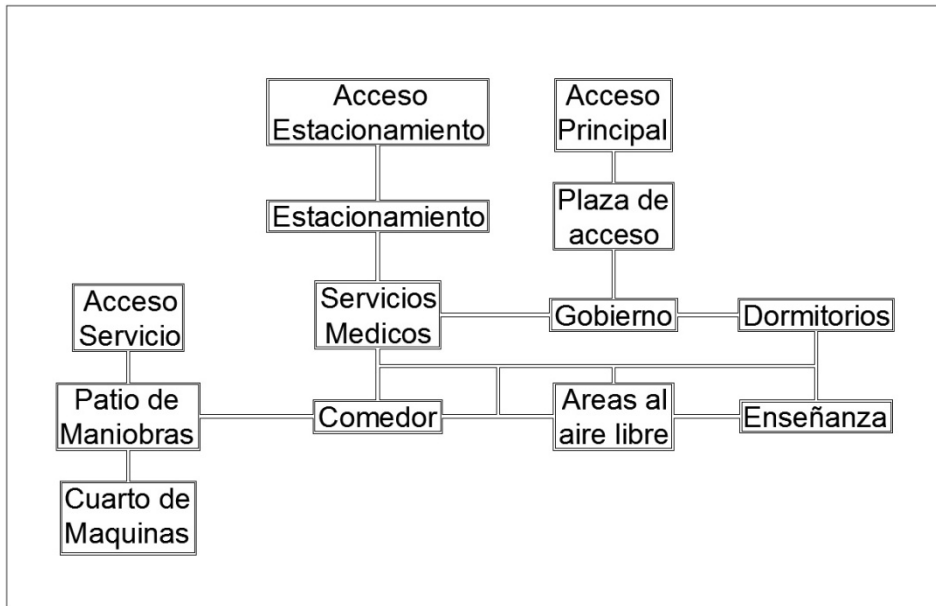 Acceso
Estacionamiento
Acceso
Principal
Estacionamiento
Plaza de
acceso
Acceso
Servicio
Servicios
Medicos
Gobierno
Dormitorios
Patio de
Maniobras
Comedor
Areas al
aire libre
Enseñanza
Cuarto de
Maquinas